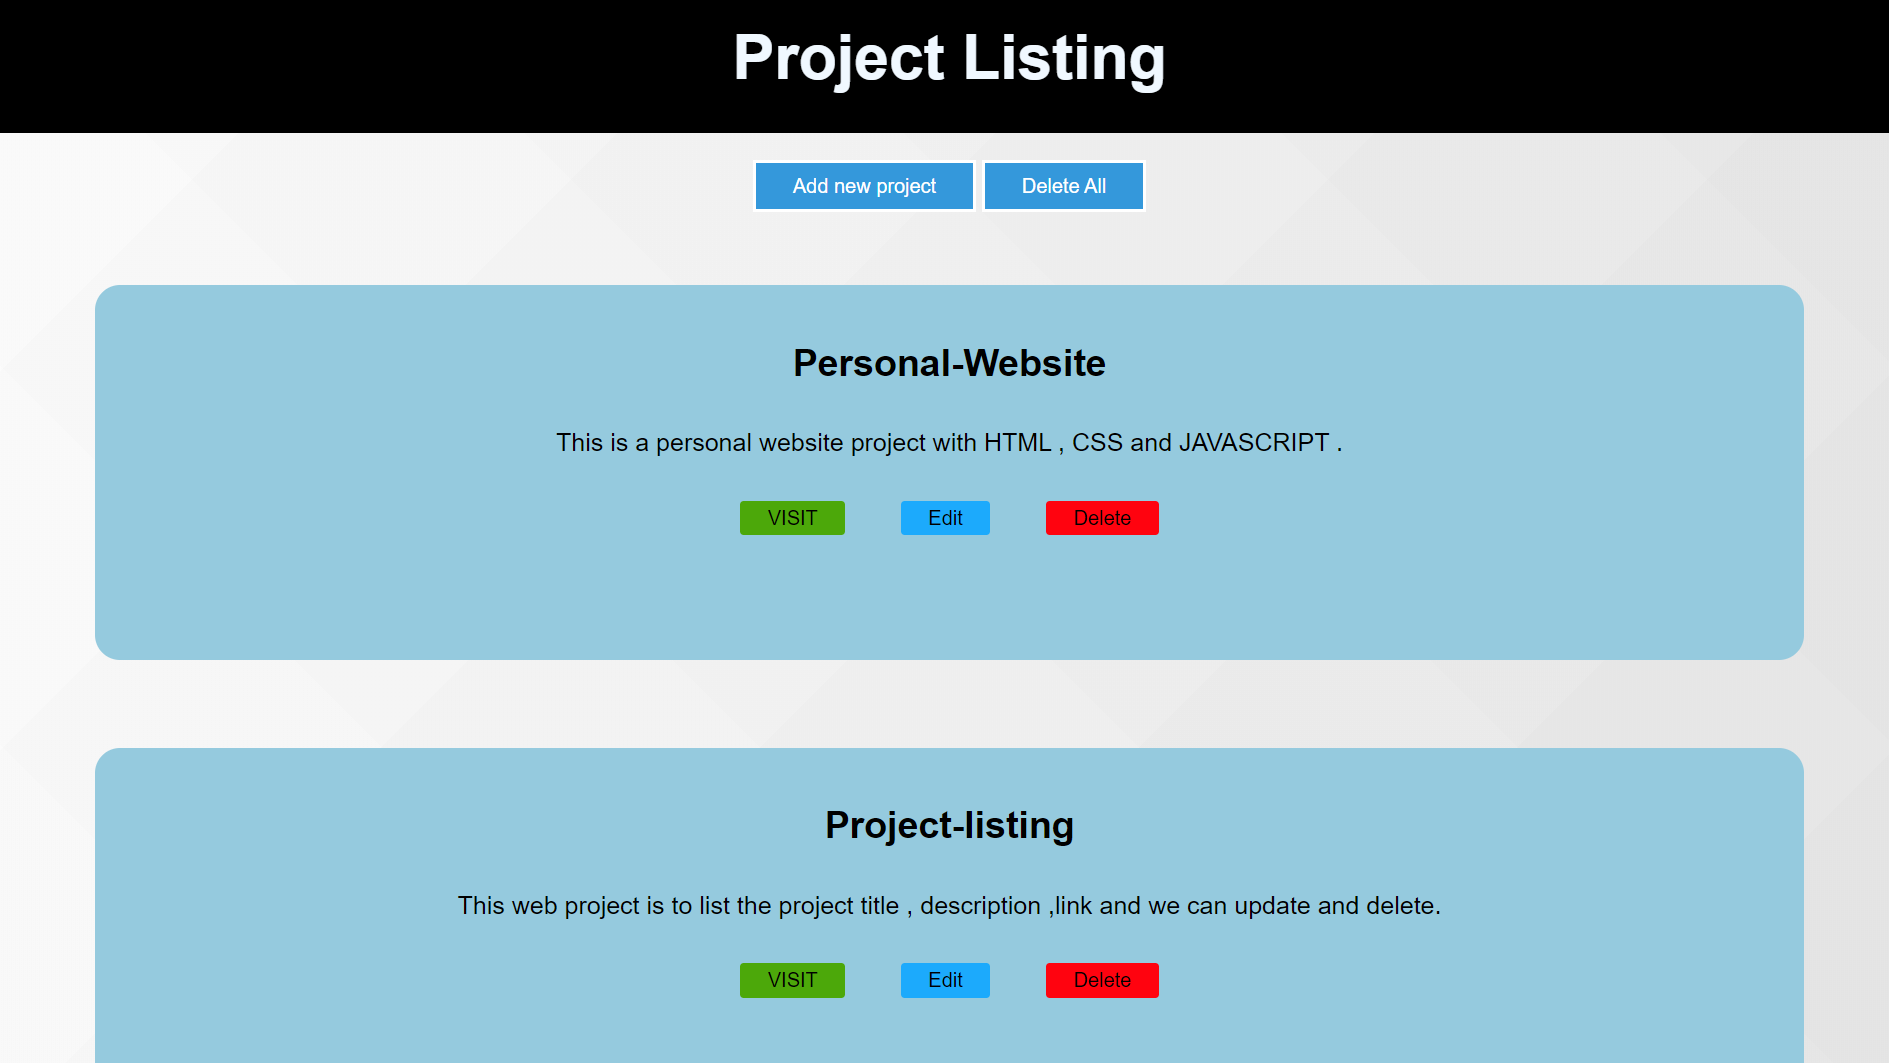 Project Listing
Add new project Delete All
Personal-Website
This is a personal website project with HTML , CSS and JAVASCRIPT .
VISIT Edit Delete
Project-listing
This web project is to list the project title , description ,link and we can update and delete.
VISIT Edit Delete